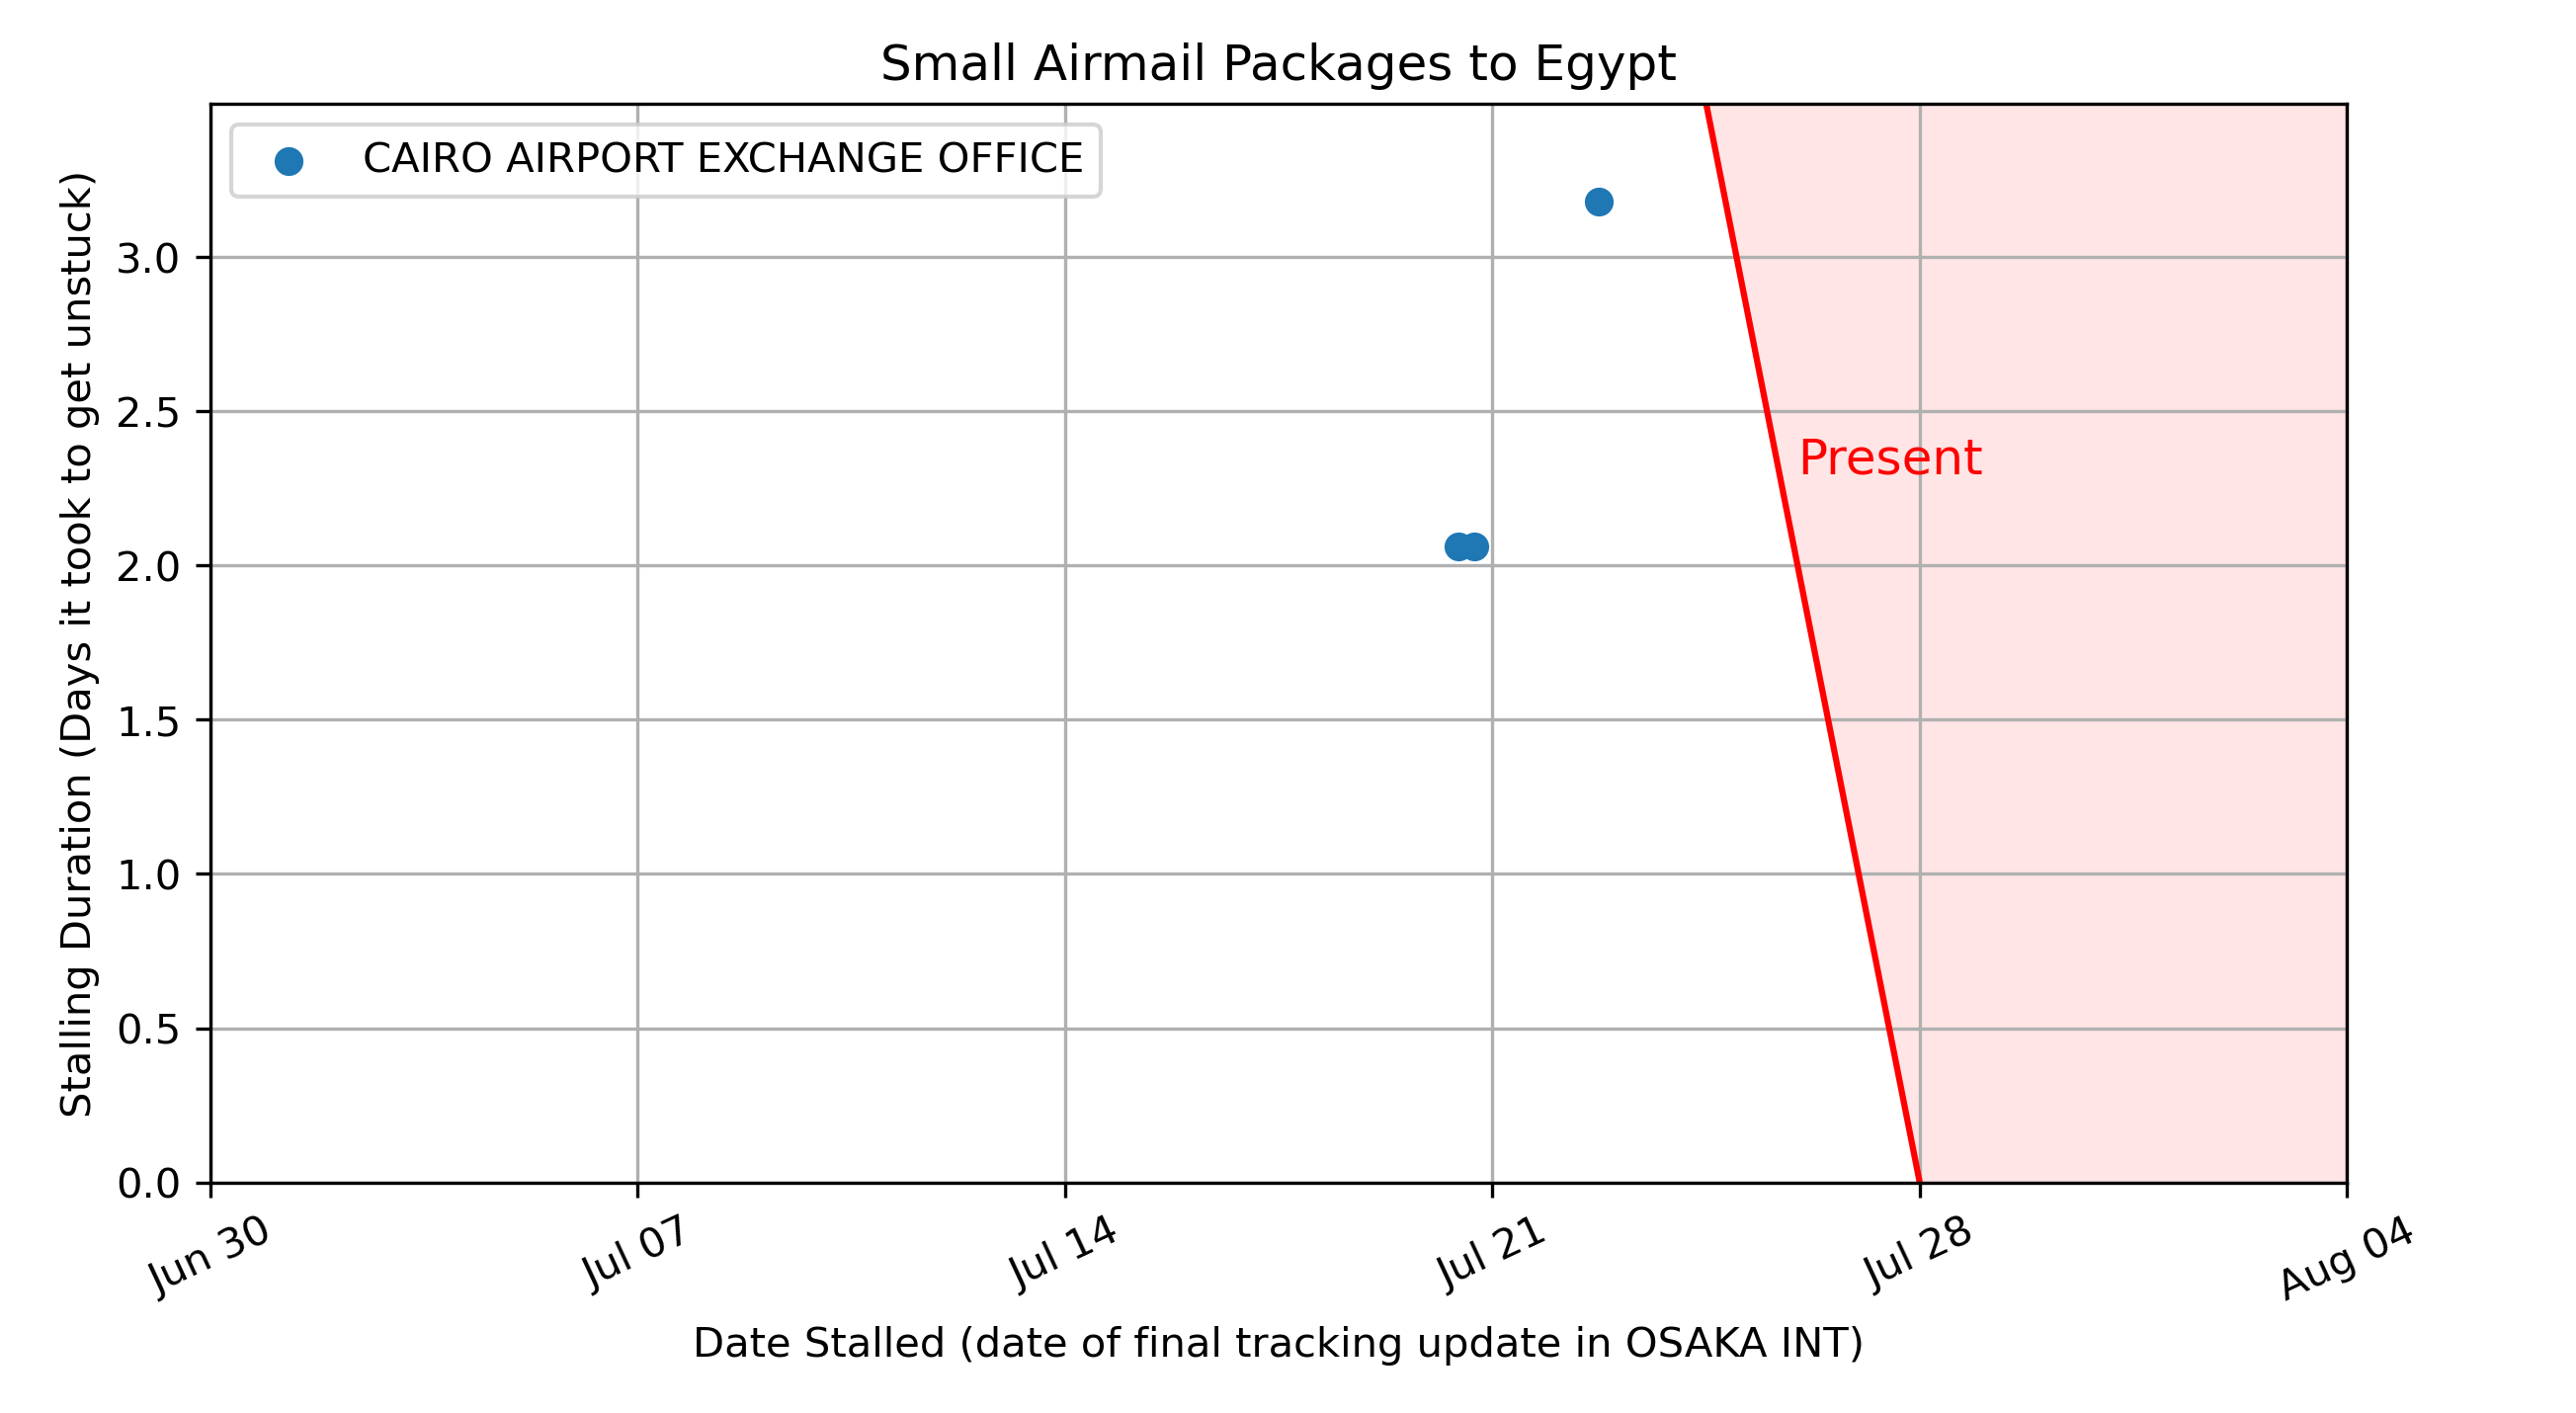 Small Airmail Packages to Egypt
CAIRO AIRPORT EXCHANGE OFFICE
Stalling Duration (Days it took to get unstuck)
3.0
2.5
2.0
1.5
1.0
0.5
0.0
Present
Jun 30
Jul 07
Jul 14
Jul 21
Jul 28
Aug 04
Date Stalled (date of final tracking update in OSAKA INT)